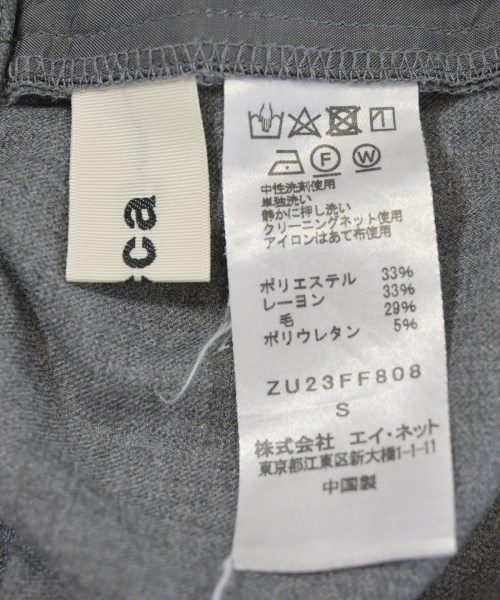 ca
F
W
中性洗剤使用
単独洗い
静かに押し洗い
クリーニングネット使用
アイロンはあて布使用
ポリエステル 33%
レーヨン 33%
毛 29%
ポリウレタン 5%
ZU23FF808
S
株式会社 エイ・ネット
東京都江東区新大橋1-1-11
中国製